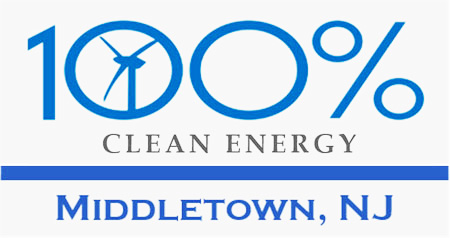 100%
CLEAN ENERGY
MIDDLETOWN, NJ